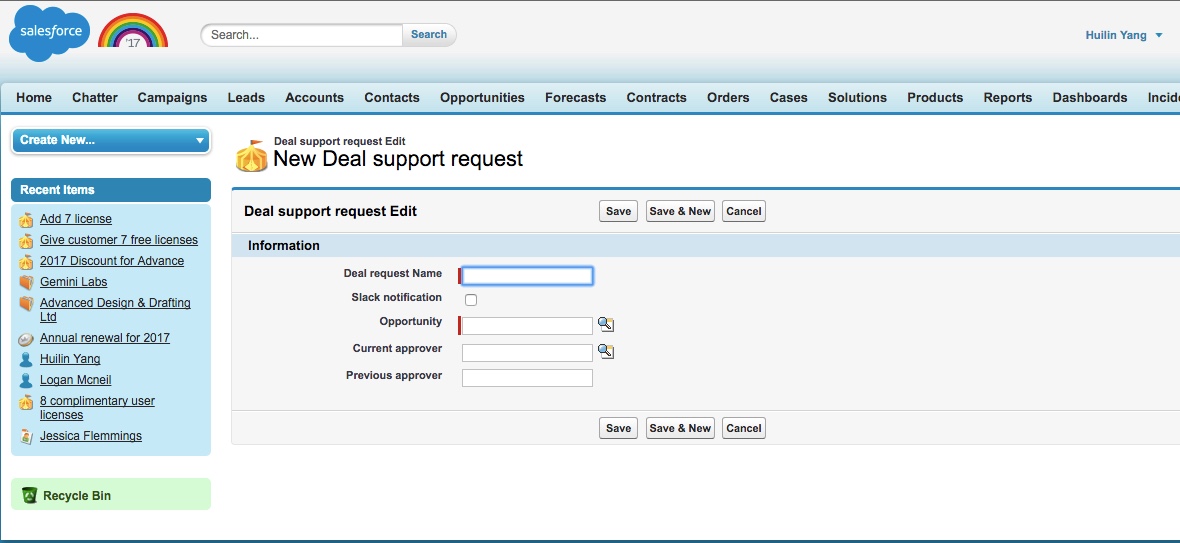 salesforce
'17
Search...
Search
Huilin Yang
Home Chatter Campaigns Leads Accounts Contacts Opportunities Forecasts Contracts Orders Cases Solutions Products Reports Dashboards Incide
Create New...
Recent Items
Add 7 license
Give customer 7 free licenses
2017 Discount for Advance
Gemini Labs
Advanced Design & Drafting
Ltd
Annual renewal for 2017
Huilin Yang
Logan Mcneil
8 complimentary user
licenses
Jessica Flemmings
Recycle Bin
Deal support request Edit
New Deal support request
Deal support request Edit Save Save & New Cancel
Information
Deal request Name
Slack notification
Opportunity
Current approver
Previous approver
Save Save & New Cancel